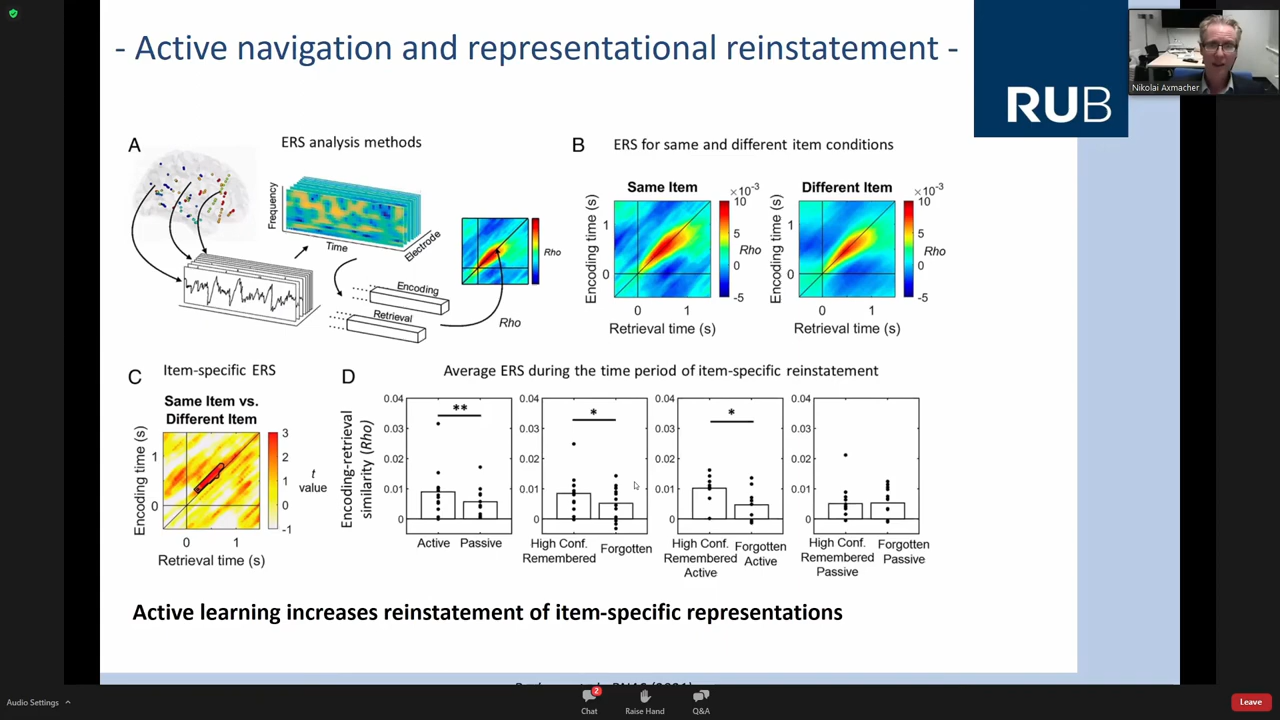 - Active navigation and representational reinstatement -
RUB
Nikolai Axmacher
A
ERS analysis methods
Frequency
Time
Electrode
Encoding
Retrieval
Rho
Rho
B
ERS for same and different item conditions
Same Item
×10-3
10
5
0
-5
Rho
Encoding time (s)
1
0
0 1
Retrieval time (s)
Different Item
×10-3
10
5
0
-5
Rho
Encoding time (s)
1
0
0 1
Retrieval time (s)
C
Item-specific ERS
Same Item vs.
Different Item
Encoding time (s)
1
0
0 1
Retrieval time (s)
3
2
1
0
-1
t
value
D
Average ERS during the time period of item-specific reinstatement
Encoding-retrieval
similarity (Rho)
0.04
0.03
0.02
0.01
0
**
Active Passive
0.04
0.03
0.02
0.01
0
*
High Conf.
Remembered
Forgotten
0.04
0.03
0.02
0.01
0
*
High Conf.
Remembered
Active
Forgotten
Active
0.04
0.03
0.02
0.01
0
High Conf.
Remembered
Passive
Forgotten
Passive
Active learning increases reinstatement of item-specific representations
Audio Settings
2
Chat
Raise Hand
Q&A
Leave